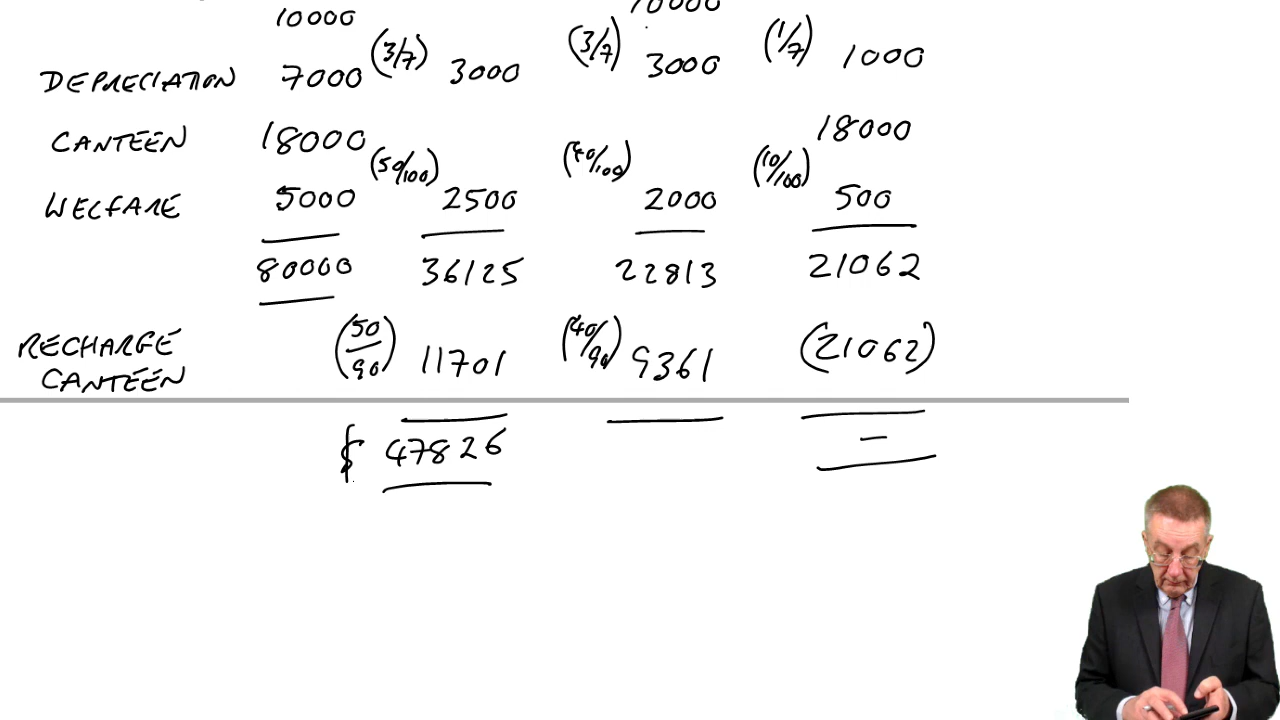 10000 10000
DEPRECIATION 7000 (3/7) 3000 (3/7) 3000 (1/7) 1000
CANTEEN 18000 18000
WELFARE 5000 (50/100) 2500 (40/100) 2000 (10/100) 500
80000 36125 22813 21062
RECHARGE CANTEEN (50/90) 11701 (40/90) 9361 (21062)
$ 47826 –